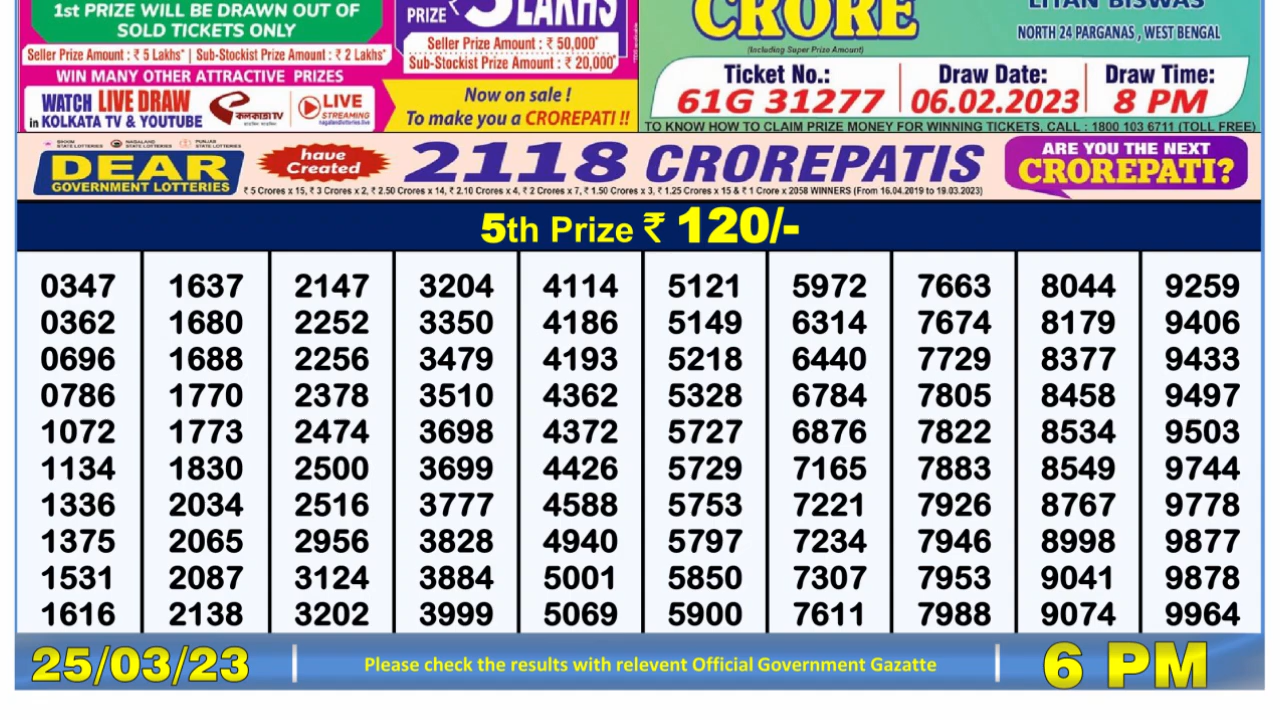 1st PRIZE WILL BE DRAWN OUT OF
SOLD TICKETS ONLY
Seller Prize Amount : ₹ 5 Lakhs* | Sub-Stockist Prize Amount : ₹ 2 Lakhs*
WIN MANY OTHER ATTRACTIVE PRIZES
WATCH LIVE DRAW
in KOLKATA TV & YOUTUBE
কলকাতা TV
LIVE
STREAMING
PRIZE ₹ 5 LAKHS
Seller Prize Amount : ₹ 50,000*
Sub-Stockist Prize Amount : ₹ 20,000*
Now on sale !
To make you a CROREPATI !!
CRORE
(Including Super Prize Amount)
LITAN BISWAS
NORTH 24 PARGANAS, WEST BENGAL
Ticket No.: Draw Date: Draw Time:
61G 31277 06.02.2023 8 PM
TO KNOW HOW TO CLAIM PRIZE MONEY FOR WINNING TICKETS, CALL : 1800 103 6711 (TOLL FREE)
DEAR
GOVERNMENT LOTTERIES
have
Created
2118 CROREPATIS
₹ 5 Crores x 15, ₹ 3 Crores x 2, ₹ 2.50 Crores x 14, ₹ 2.10 Crores x 4, ₹ 2 Crores x 7, ₹ 1.50 Crores x 3, ₹ 1.25 Crores x 15 & ₹ 1 Crore x 2058 WINNERS (From 16.04.2019 to 19.03.2023)
ARE YOU THE NEXT
CROREPATI?
5th Prize ₹ 120/-
0347 1637 2147 3204 4114 5121 5972 7663 8044 9259
0362 1680 2252 3350 4186 5149 6314 7674 8179 9406
0696 1688 2256 3479 4193 5218 6440 7729 8377 9433
0786 1770 2378 3510 4362 5328 6784 7805 8458 9497
1072 1773 2474 3698 4372 5727 6876 7822 8534 9503
1134 1830 2500 3699 4426 5729 7165 7883 8549 9744
1336 2034 2516 3777 4588 5753 7221 7926 8767 9778
1375 2065 2956 3828 4940 5797 7234 7946 8998 9877
1531 2087 3124 3884 5001 5850 7307 7953 9041 9878
1616 2138 3202 3999 5069 5900 7611 7988 9074 9964
25/03/23 Please check the results with relevent Official Government Gazatte 6 PM